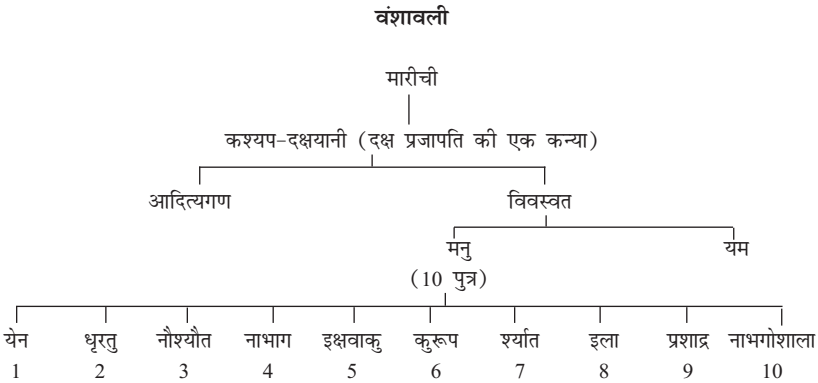 वंशावली
मारीची
कश्यप-दक्षयानी (दक्ष प्रजापति की एक कन्या)
आदित्यगण विवस्वत
मनु यम
(10 पुत्र)
येन धृरतु नौश्यौत नाभाग इक्षवाकु कुरूप र्श्यात इला प्रशाद्र नाभगोशाला
1 2 3 4 5 6 7 8 9 10